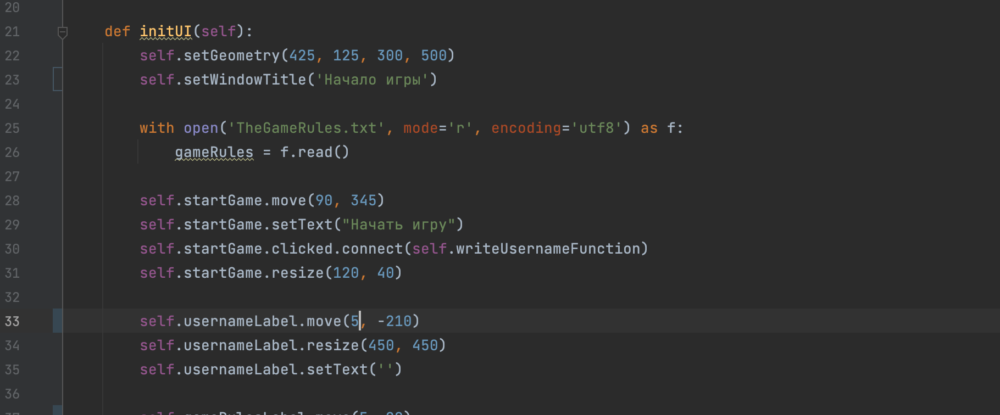 20
21 def initUI(self):
22 self.setGeometry(425, 125, 300, 500)
23 self.setWindowTitle('Начало игры')
24
25 with open('TheGameRules.txt', mode='r', encoding='utf8') as f:
26 gameRules = f.read()
27
28 self.startGame.move(90, 345)
29 self.startGame.setText("Начать игру")
30 self.startGame.clicked.connect(self.writeUsernameFunction)
31 self.startGame.resize(120, 40)
32
33 self.usernameLabel.move(5, -210)
34 self.usernameLabel.resize(450, 450)
35 self.usernameLabel.setText('')
36